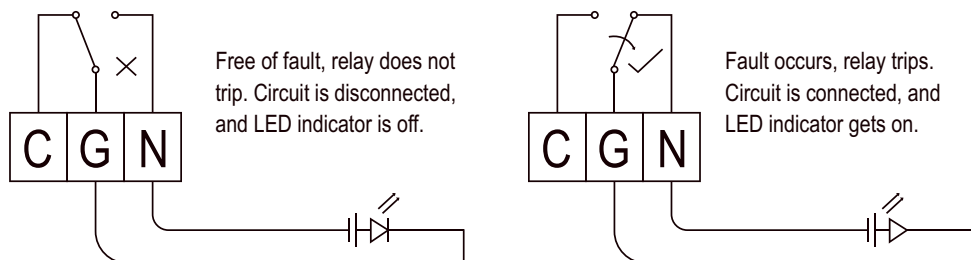 Free of fault, relay does not
trip. Circuit is disconnected,
and LED indicator is off.
C G N
Fault occurs, relay trips.
Circuit is connected, and
LED indicator gets on.
C G N